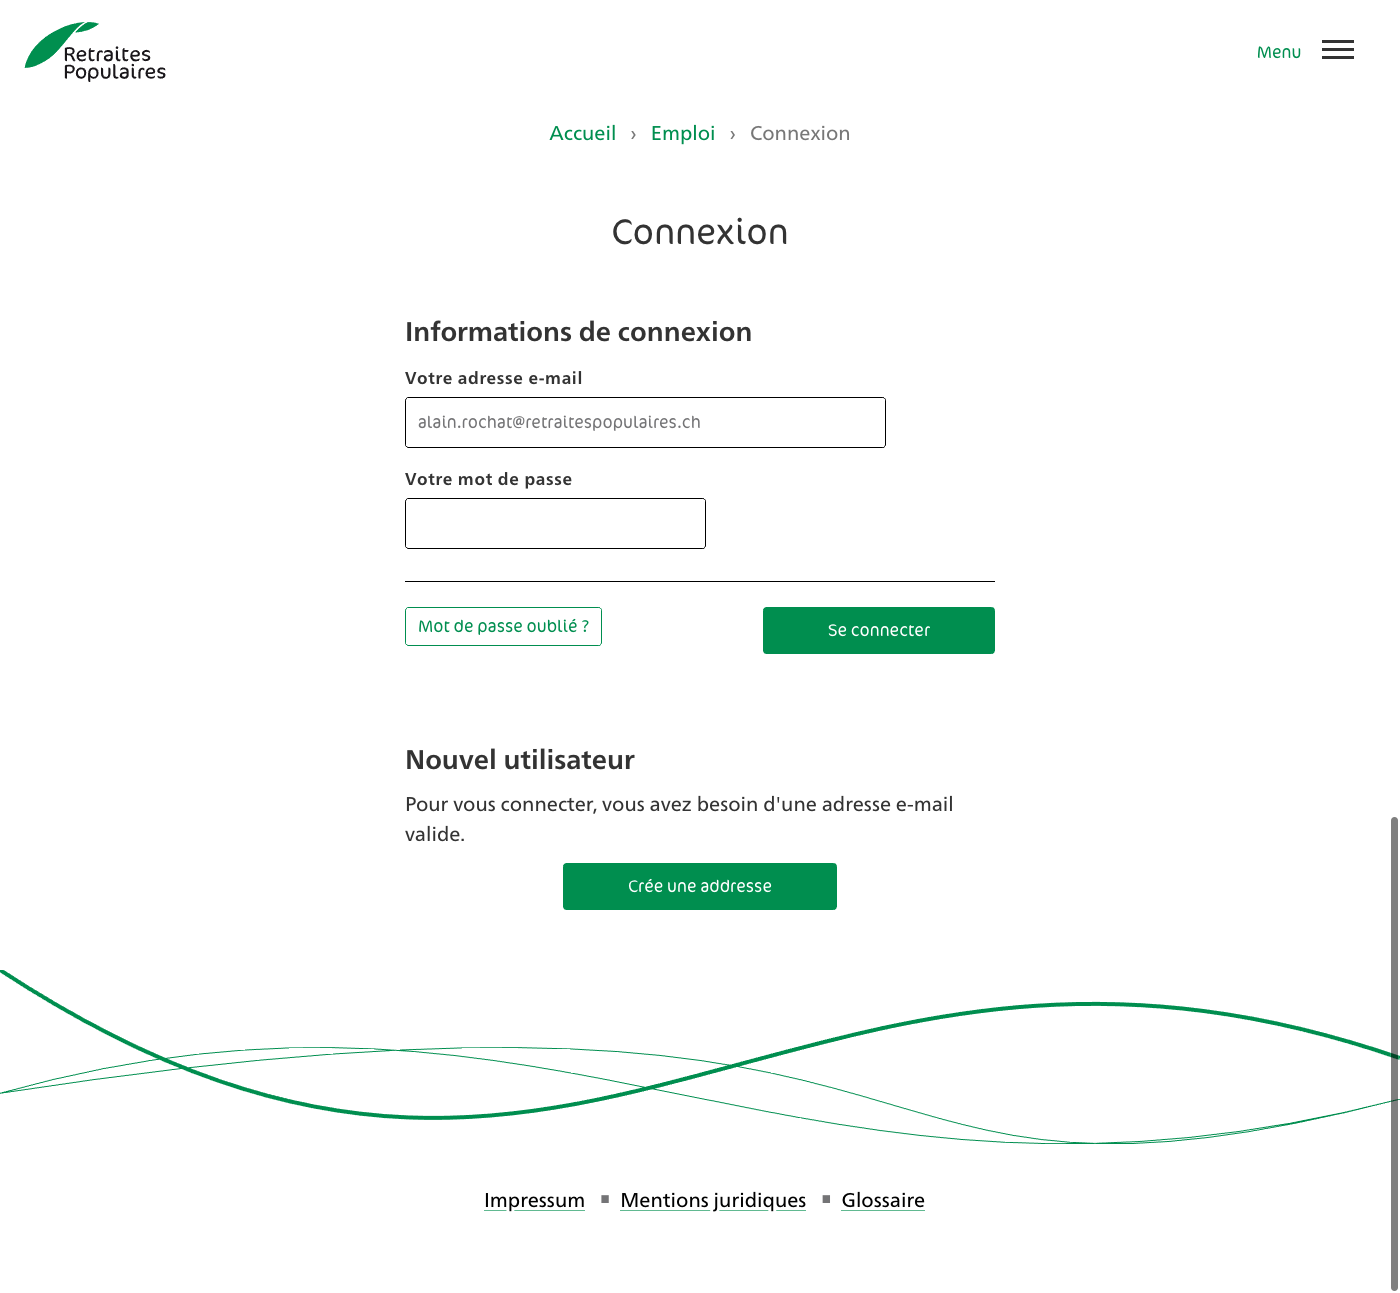 Retraites
Populaires
Menu
Accueil › Emploi › Connexion
Connexion
Informations de connexion
Votre adresse e-mail
alain.rochat@retraitespopulaires.ch
Votre mot de passe
Mot de passe oublié ?
Se connecter
Nouvel utilisateur
Pour vous connecter, vous avez besoin d'une adresse e-mail
valide.
Crée une addresse
Impressum ▪ Mentions juridiques ▪ Glossaire